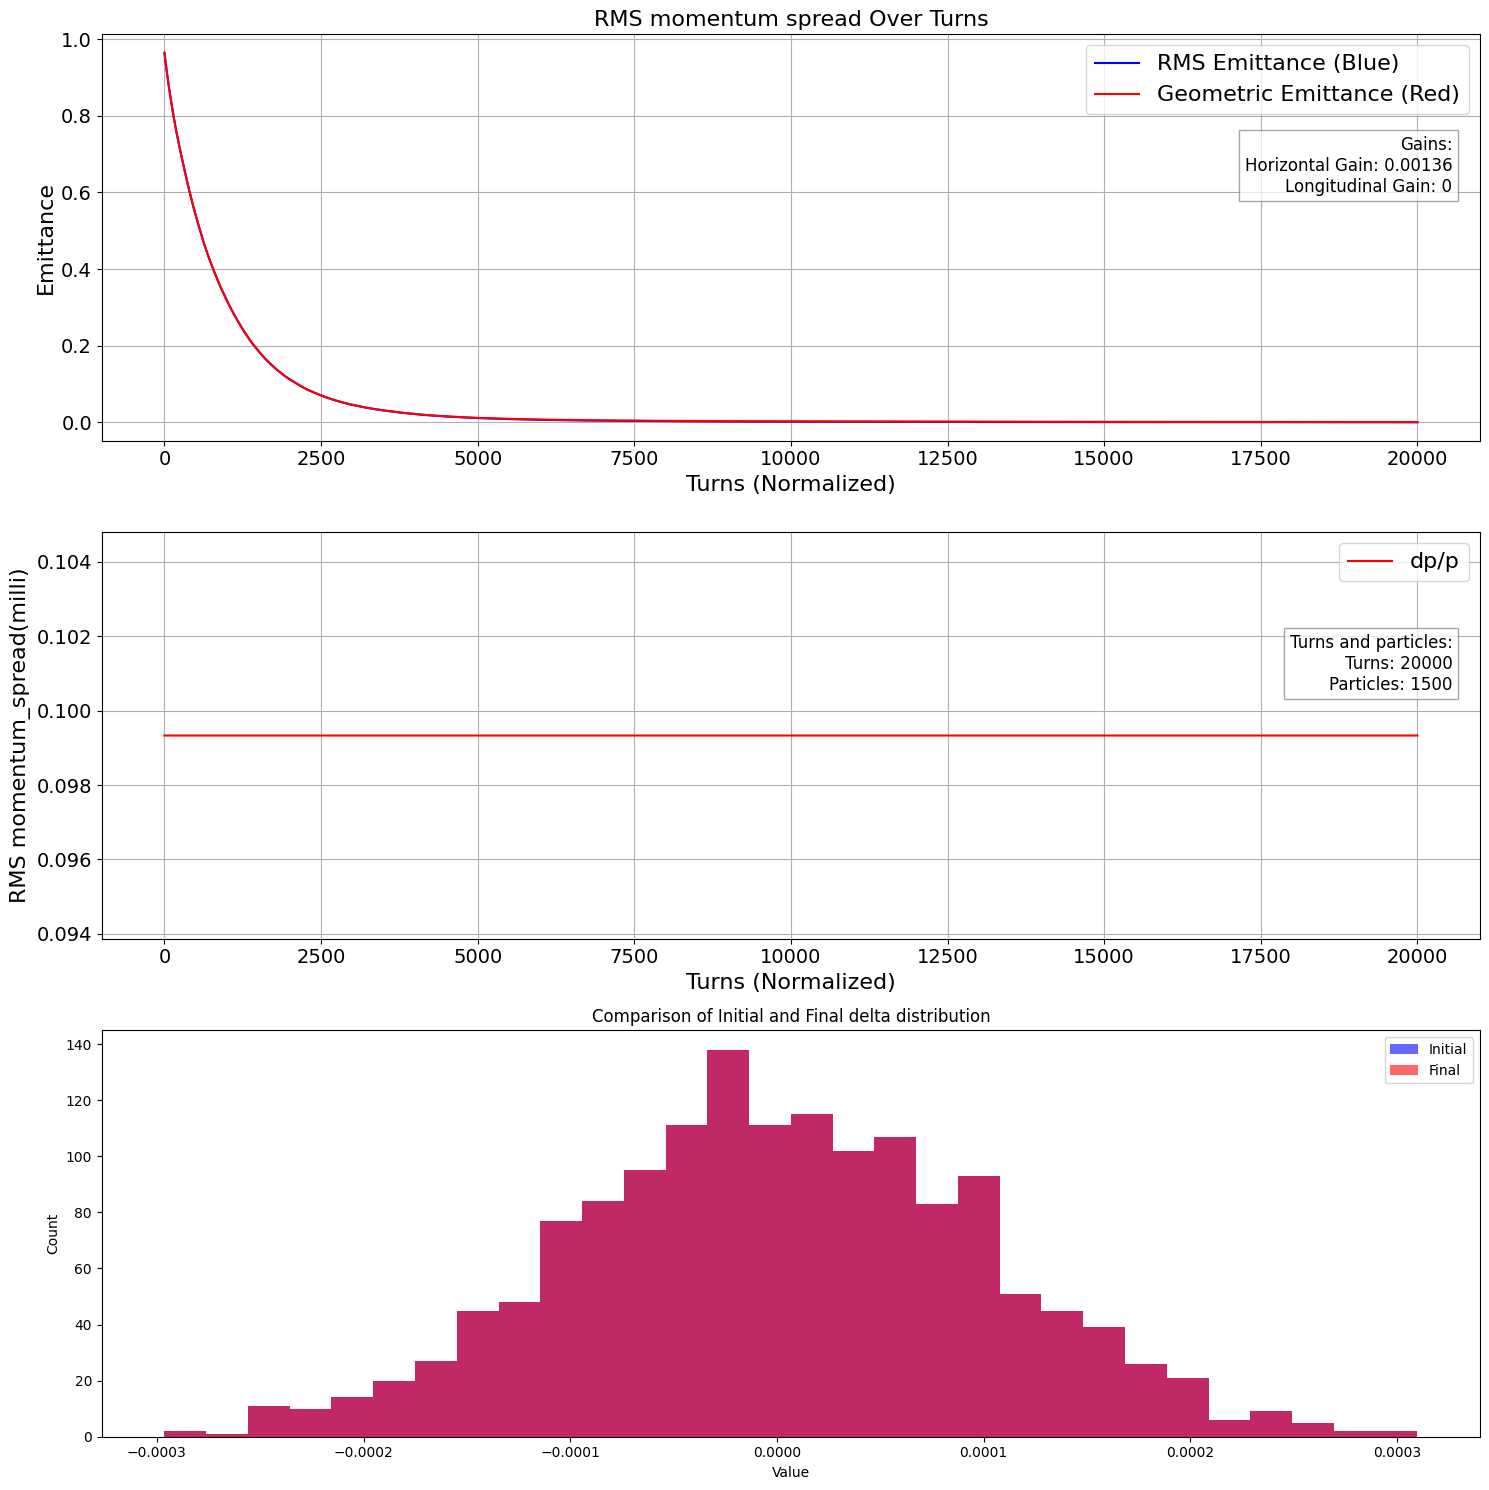 RMS momentum spread Over Turns
Emittance
1.0
0.8
0.6
0.4
0.2
0.0
RMS Emittance (Blue)
Geometric Emittance (Red)
Gains:
Horizontal Gain: 0.00136
Longitudinal Gain: 0
0 2500 5000 7500 10000 12500 15000 17500 20000
Turns (Normalized)
RMS momentum_spread(milli)
0.104
0.102
0.100
0.098
0.096
0.094
dp/p
Turns and particles:
Turns: 20000
Particles: 1500
0 2500 5000 7500 10000 12500 15000 17500 20000
Turns (Normalized)
Comparison of Initial and Final delta distribution
Count
140
120
100
80
60
40
20
0
Initial
Final
−0.0003 −0.0002 −0.0001 0.0000 0.0001 0.0002 0.0003
Value